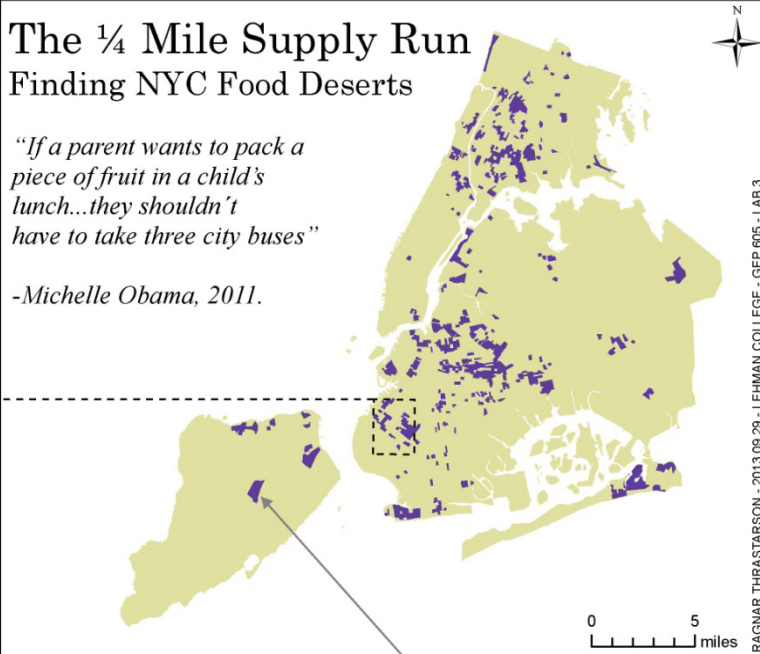 The ¼ Mile Supply Run
Finding NYC Food Deserts
“If a parent wants to pack a
piece of fruit in a child’s
lunch...they shouldn´t
have to take three city buses”
-Michelle Obama, 2011.
N
RAGNAR THRASTARSON - 2013.09.29 - LEHMAN COLLEGE - GEP 605 - LAB 3
0 5
miles